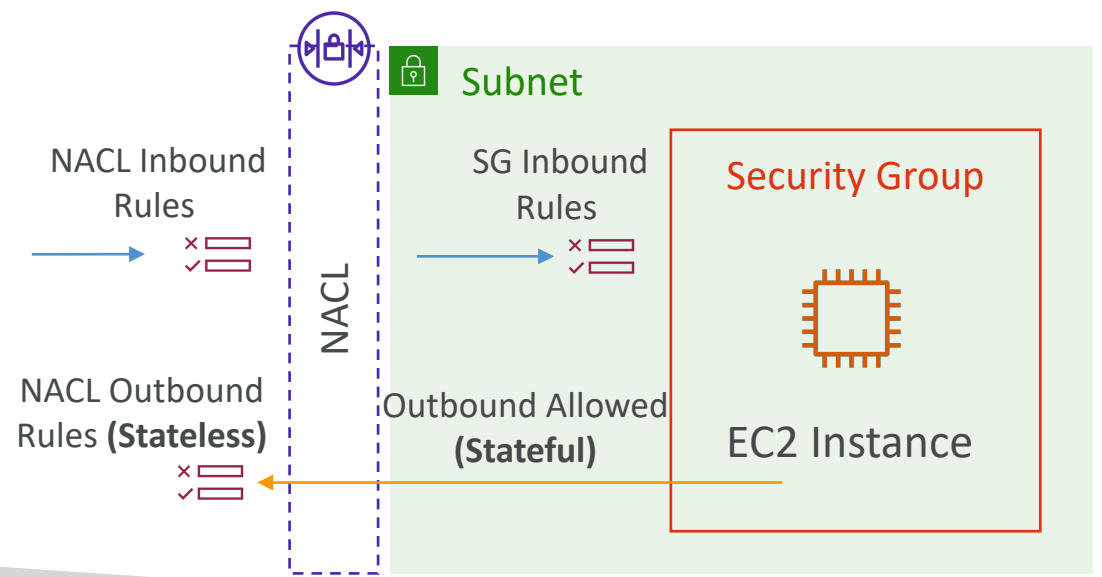 Subnet
NACL Inbound
Rules
SG Inbound
Rules
Security Group
NACL
NACL Outbound
Rules (Stateless)
Outbound Allowed
(Stateful)
EC2 Instance